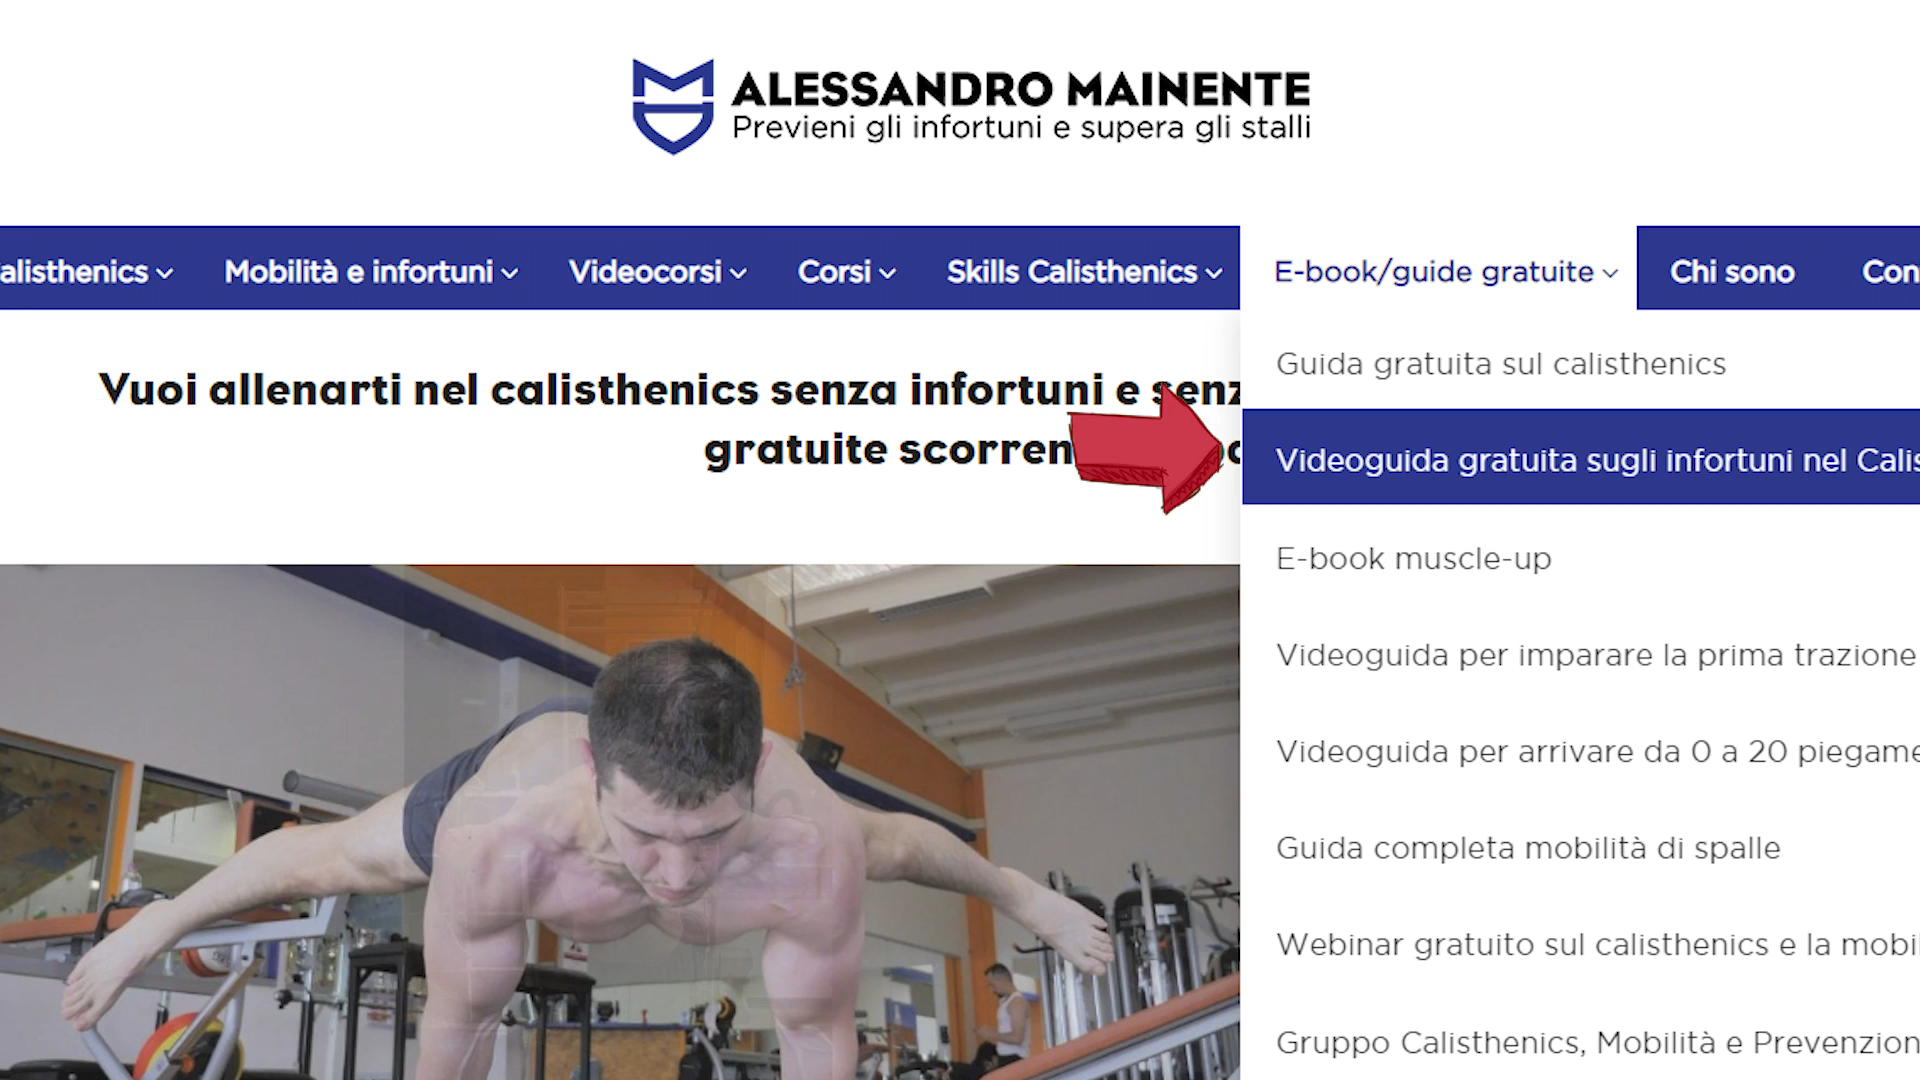 ALESSANDRO MAINENTE
Previeni gli infortuni e supera gli stalli
alisthenics Mobilità e infortuni Videocorsi Corsi Skills Calisthenics E-book/guide gratuite Chi sono Con
Vuoi allenarti nel calisthenics senza infortuni e senz
gratuite scorren
Guida gratuita sul calisthenics
Videoguida gratuita sugli infortuni nel Calis
E-book muscle-up
Videoguida per imparare la prima trazione
Videoguida per arrivare da 0 a 20 piegame
Guida completa mobilità di spalle
Webinar gratuito sul calisthenics e la mobil
Gruppo Calisthenics, Mobilità e Prevenzion